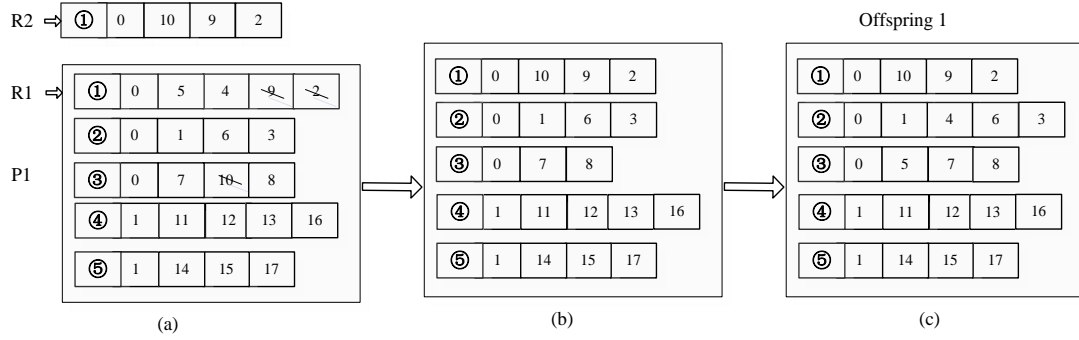 R2 ① 0 10 9 2
Offspring 1
R1 ① 0 5 4 9 2
② 0 1 6 3
P1 ③ 0 7 10 8
④ 1 11 12 13 16
⑤ 1 14 15 17
(a)
① 0 10 9 2
② 0 1 6 3
③ 0 7 8
④ 1 11 12 13 16
⑤ 1 14 15 17
(b)
① 0 10 9 2
② 0 1 4 6 3
③ 0 5 7 8
④ 1 11 12 13 16
⑤ 1 14 15 17
(c)